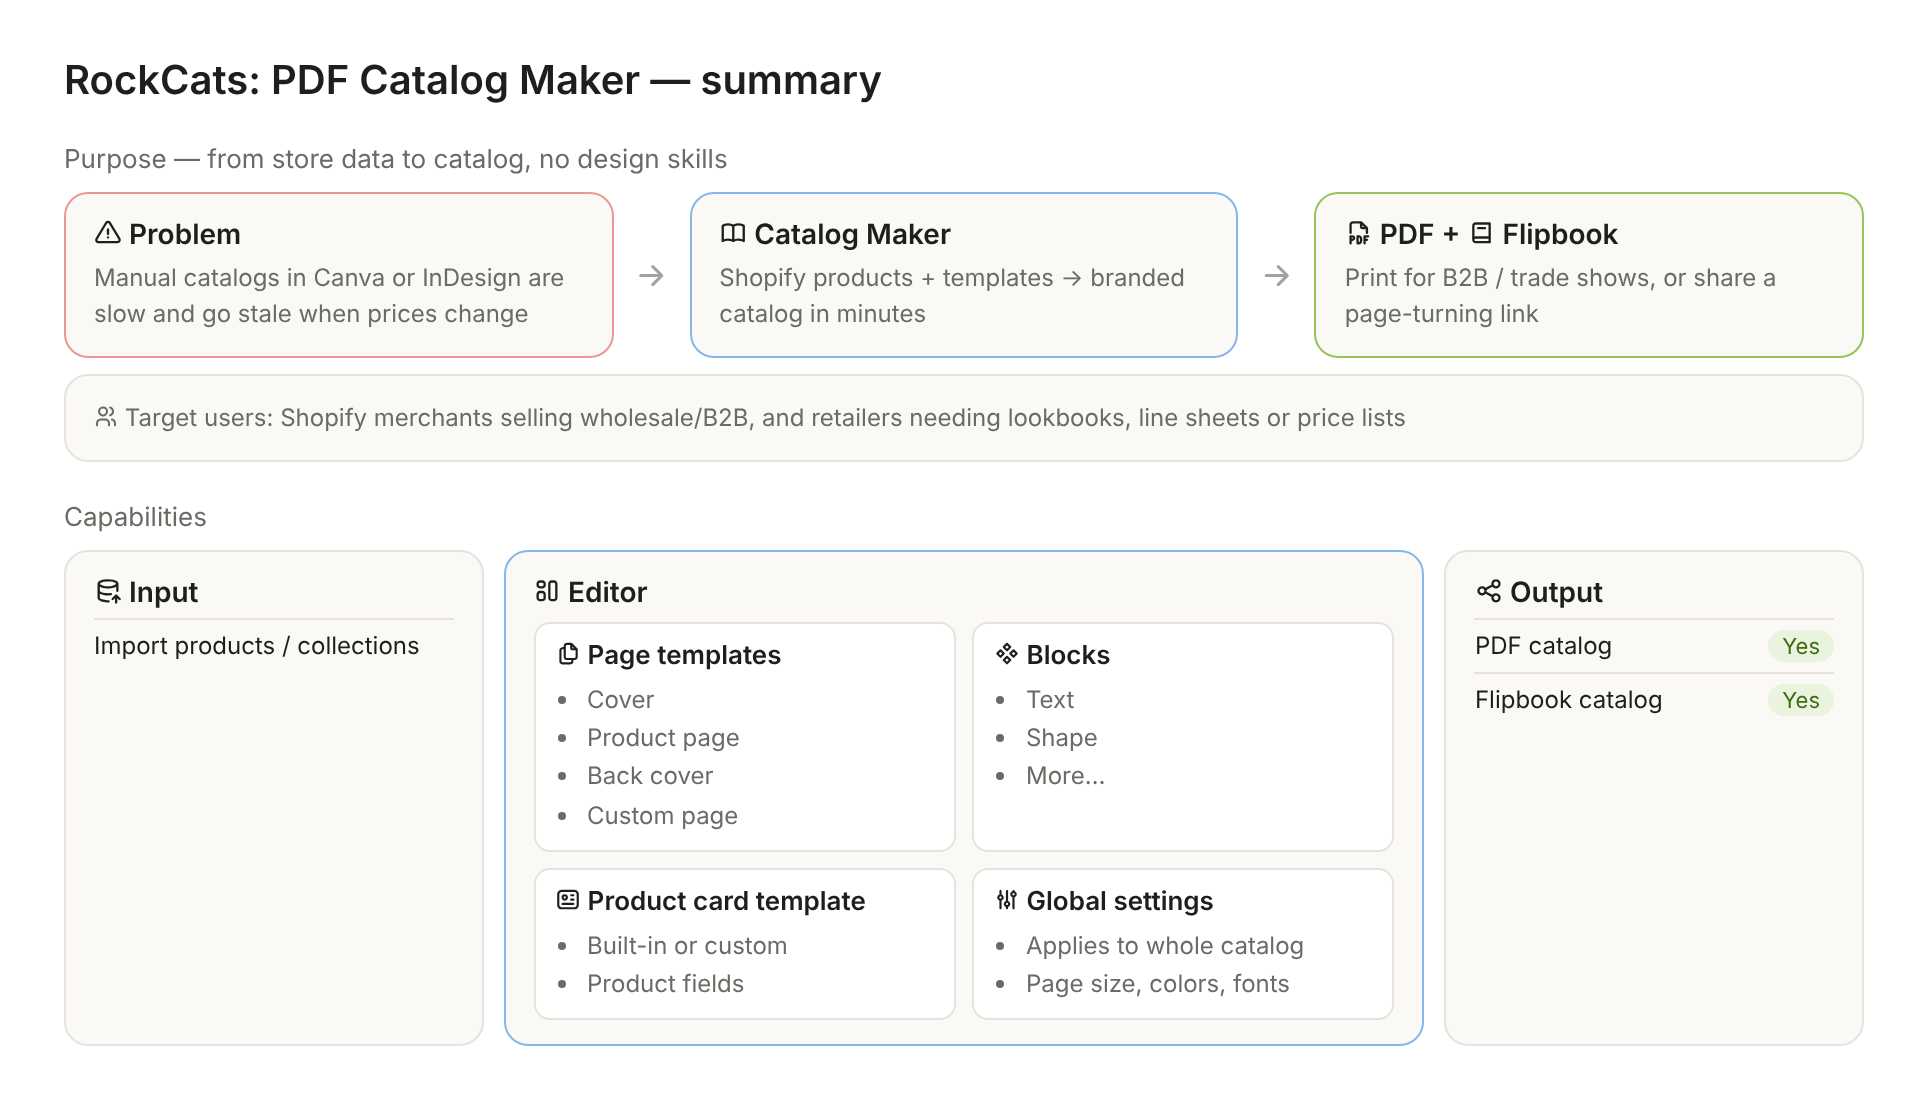 RockCats: PDF Catalog Maker — summary
Purpose — from store data to catalog, no design skills
Problem
Manual catalogs in Canva or InDesign are
slow and go stale when prices change
→
Catalog Maker
Shopify products + templates → branded
catalog in minutes
→
PDF + Flipbook
Print for B2B / trade shows, or share a
page-turning link
Target users: Shopify merchants selling wholesale/B2B, and retailers needing lookbooks, line sheets or price lists
Capabilities
Input
Import products / collections
Editor
Page templates
• Cover
• Product page
• Back cover
• Custom page
Blocks
• Text
• Shape
• More...
Product card template
• Built-in or custom
• Product fields
Global settings
• Applies to whole catalog
• Page size, colors, fonts
Output
PDF catalog Yes
Flipbook catalog Yes